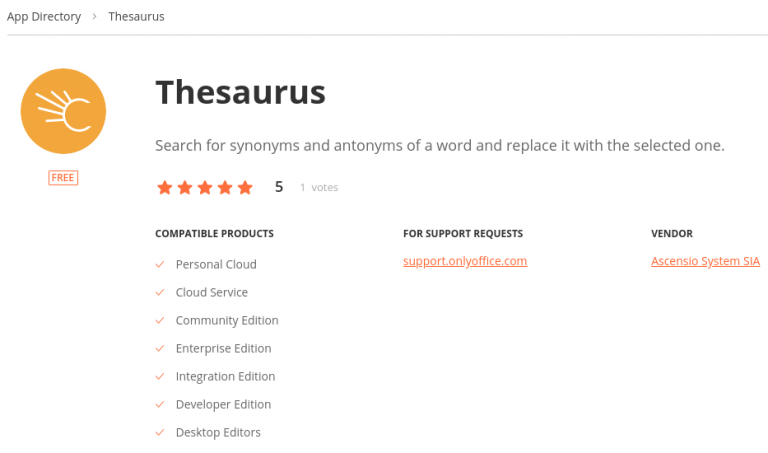 App Directory > Thesaurus
Thesaurus
Search for synonyms and antonyms of a word and replace it with the selected one.
FREE
5 1 votes
COMPATIBLE PRODUCTS
Personal Cloud
Cloud Service
Community Edition
Enterprise Edition
Integration Edition
Developer Edition
Desktop Editors
FOR SUPPORT REQUESTS
support.onlyoffice.com
VENDOR
Ascensio System SIA